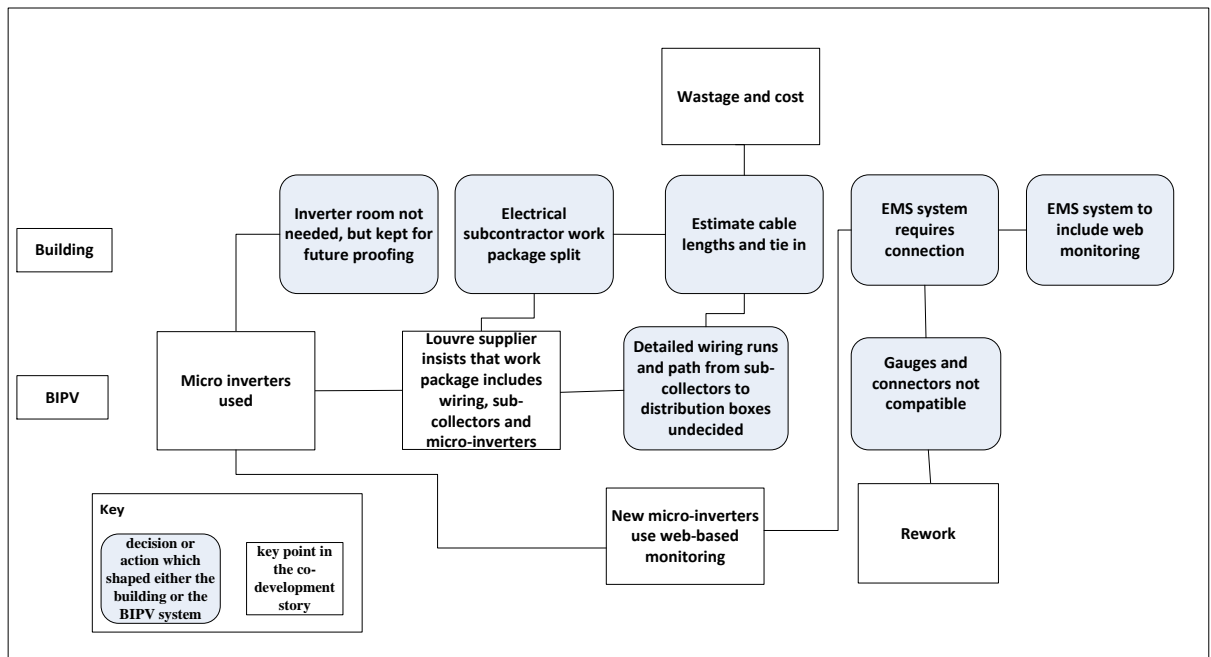 Wastage and cost
Building
Inverter room not
needed, but kept for
future proofing
Electrical
subcontractor work
package split
Estimate cable
lengths and tie in
EMS system
requires
connection
EMS system to
include web
monitoring
BIPV
Micro inverters
used
Louvre supplier
insists that work
package includes
wiring, sub-
collectors and
micro-inverters
Detailed wiring runs
and path from sub-
collectors to
distribution boxes
undecided
Gauges and
connectors not
compatible
New micro-inverters
use web-based
monitoring
Rework
Key
decision or
action which
shaped either the
building or the
BIPV system
key point in
the co-
development
story